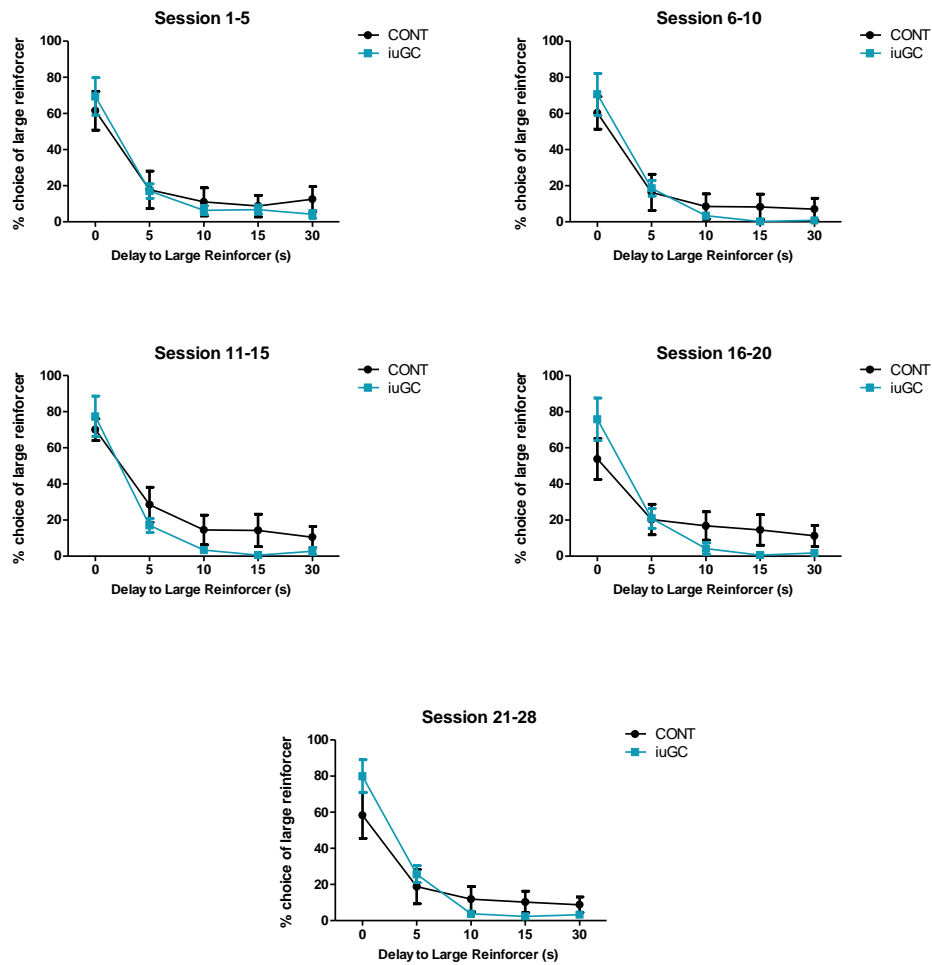 Session 1-5
CONT
iuGC
% choice of large reinforcer
100
80
60
40
20
0
0 5 10 15 30
Delay to Large Reinforcer (s)
Session 6-10
CONT
iuGC
% choice of large reinforcer
100
80
60
40
20
0
0 5 10 15 30
Delay to Large Reinforcer (s)
Session 11-15
CONT
iuGC
% choice of large reinforcer
100
80
60
40
20
0
0 5 10 15 30
Delay to Large Reinforcer (s)
Session 16-20
CONT
iuGC
% choice of large reinforcer
100
80
60
40
20
0
0 5 10 15 30
Delay to Large Reinforcer (s)
Session 21-28
CONT
iuGC
% choice of large reinforcer
100
80
60
40
20
0
0 5 10 15 30
Delay to Large Reinforcer (s)